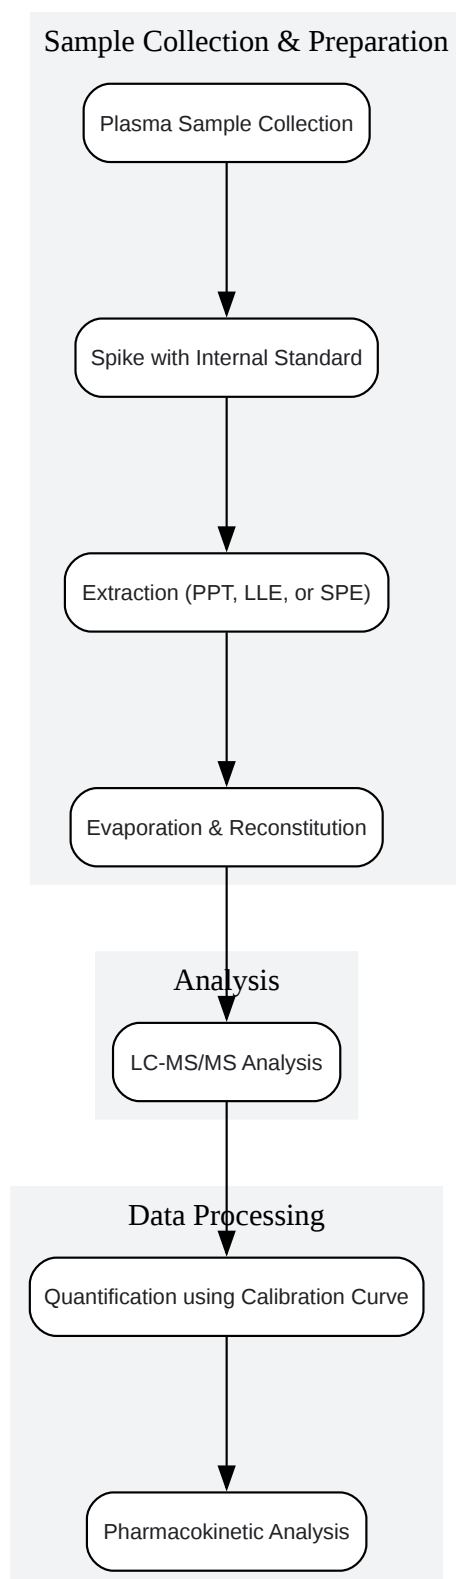 Sample Collection & Preparation
Plasma Sample Collection
Spike with Internal Standard
Extraction (PPT, LLE, or SPE)
Evaporation & Reconstitution
Analysis
LC-MS/MS Analysis
Data Processing
Quantification using Calibration Curve
Pharmacokinetic Analysis